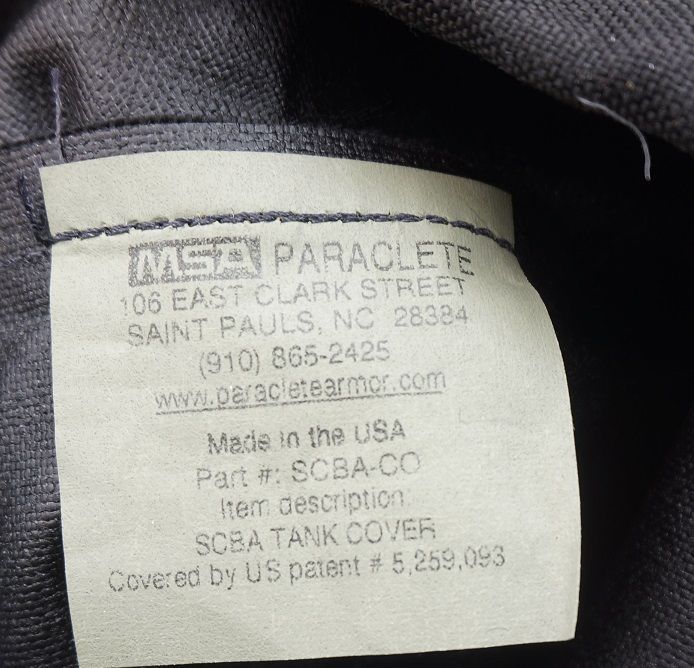 MSA PARACLETE
106 EAST CLARK STREET
SAINT PAULS, NC 28384
(910) 865-2425
www.paracletearmor.com
Made in the USA
Part #: SCBA-CO
Item description:
SCBA TANK COVER
Covered by US patent # 5,259,093